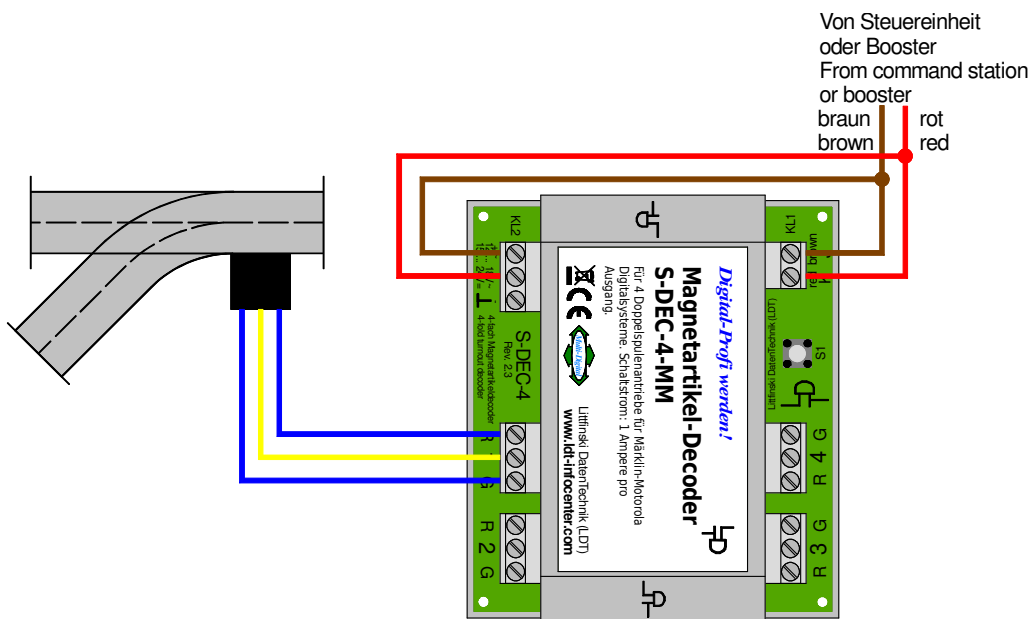 Von Steuereinheit
oder Booster
From command station
or booster
braun
rot
brown
red
KL2
KL1
S-DEC-4
Rev. 2.3
4-fach Magnetartikeldecoder
4-fold turnout decoder
Digital-Profi werden!
Magnetartikel-Decoder
S-DEC-4-MM
Für 4 Doppelspulenantriebe für Märklin-Motorola
Digitalsysteme. Schaltstrom: 1 Ampere pro
Ausgang.
CE
Multi-Digital
Littfinski DatenTechnik (LDT)
www.ldt-infocenter.com
S1
Littfinski DatenTechnik (LDT)
R
G
R 2 G
R 4 G
R 3 G